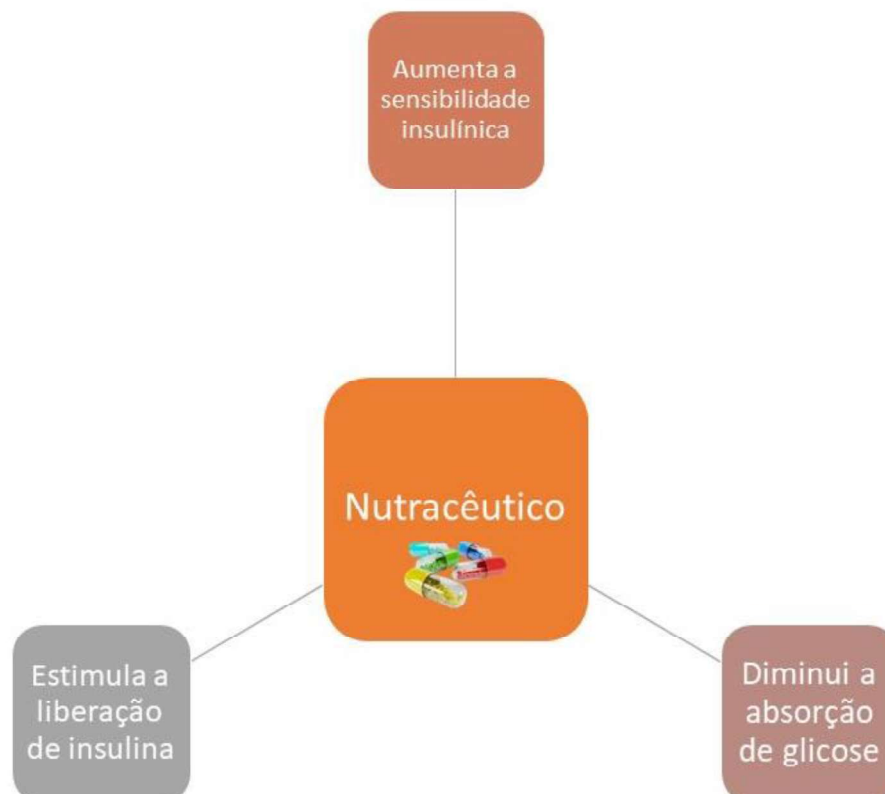 Aumenta a
sensibilidade
insulínica
Nutracêutico
Estimula a
liberação
de insulina
Diminui a
absorção
de glicose